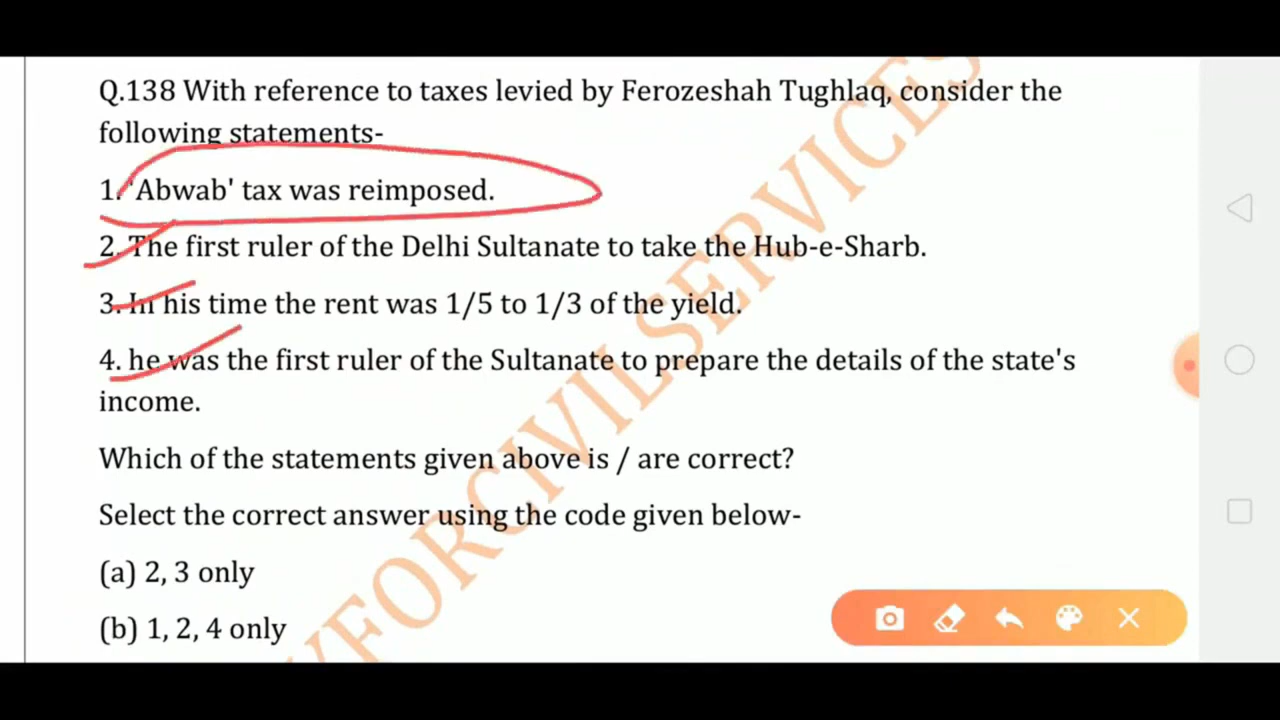 Q.138 With reference to taxes levied by Ferozeshah Tughlaq, consider the
following statements-
1. 'Abwab' tax was reimposed.
2. The first ruler of the Delhi Sultanate to take the Hub-e-Sharb.
3. In his time the rent was 1/5 to 1/3 of the yield.
4. he was the first ruler of the Sultanate to prepare the details of the state's
income.
Which of the statements given above is / are correct?
Select the correct answer using the code given below-
(a) 2, 3 only
(b) 1, 2, 4 only
YFORCIVILSERVICES